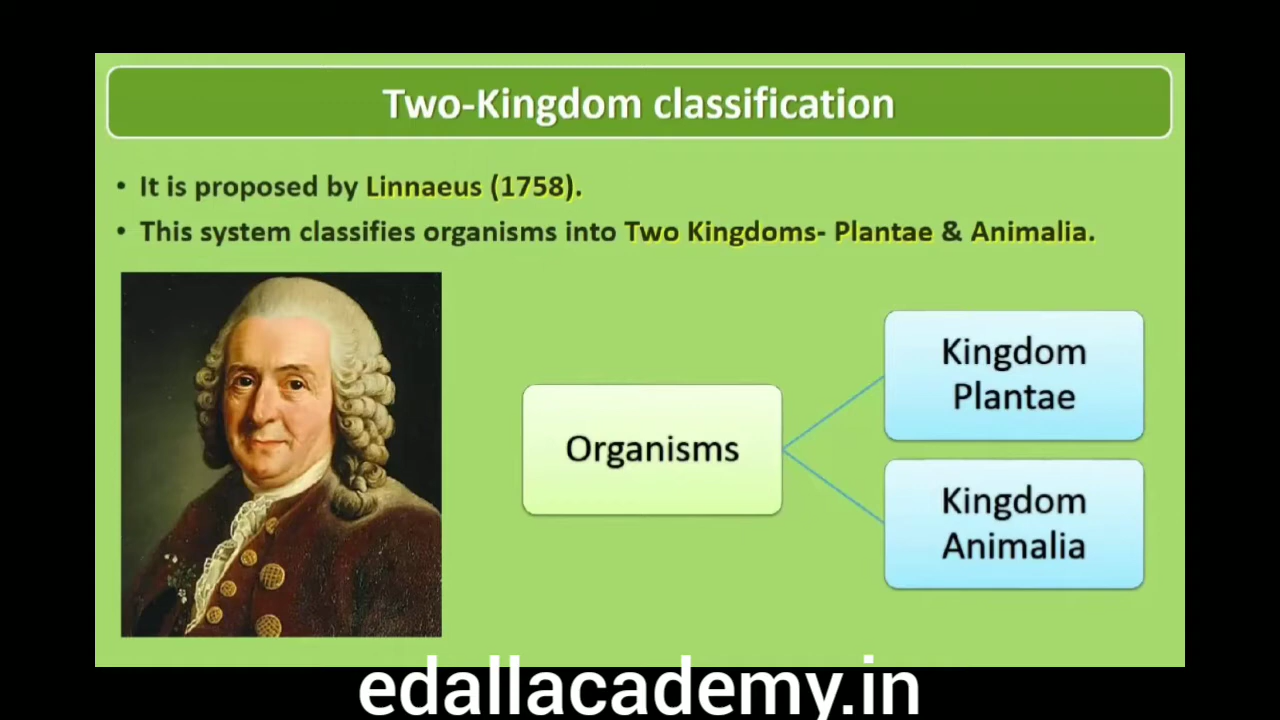 Two-Kingdom classification
• It is proposed by Linnaeus (1758).
• This system classifies organisms into Two Kingdoms- Plantae & Animalia.
Organisms
Kingdom
Plantae
Kingdom
Animalia
edallacademy.in